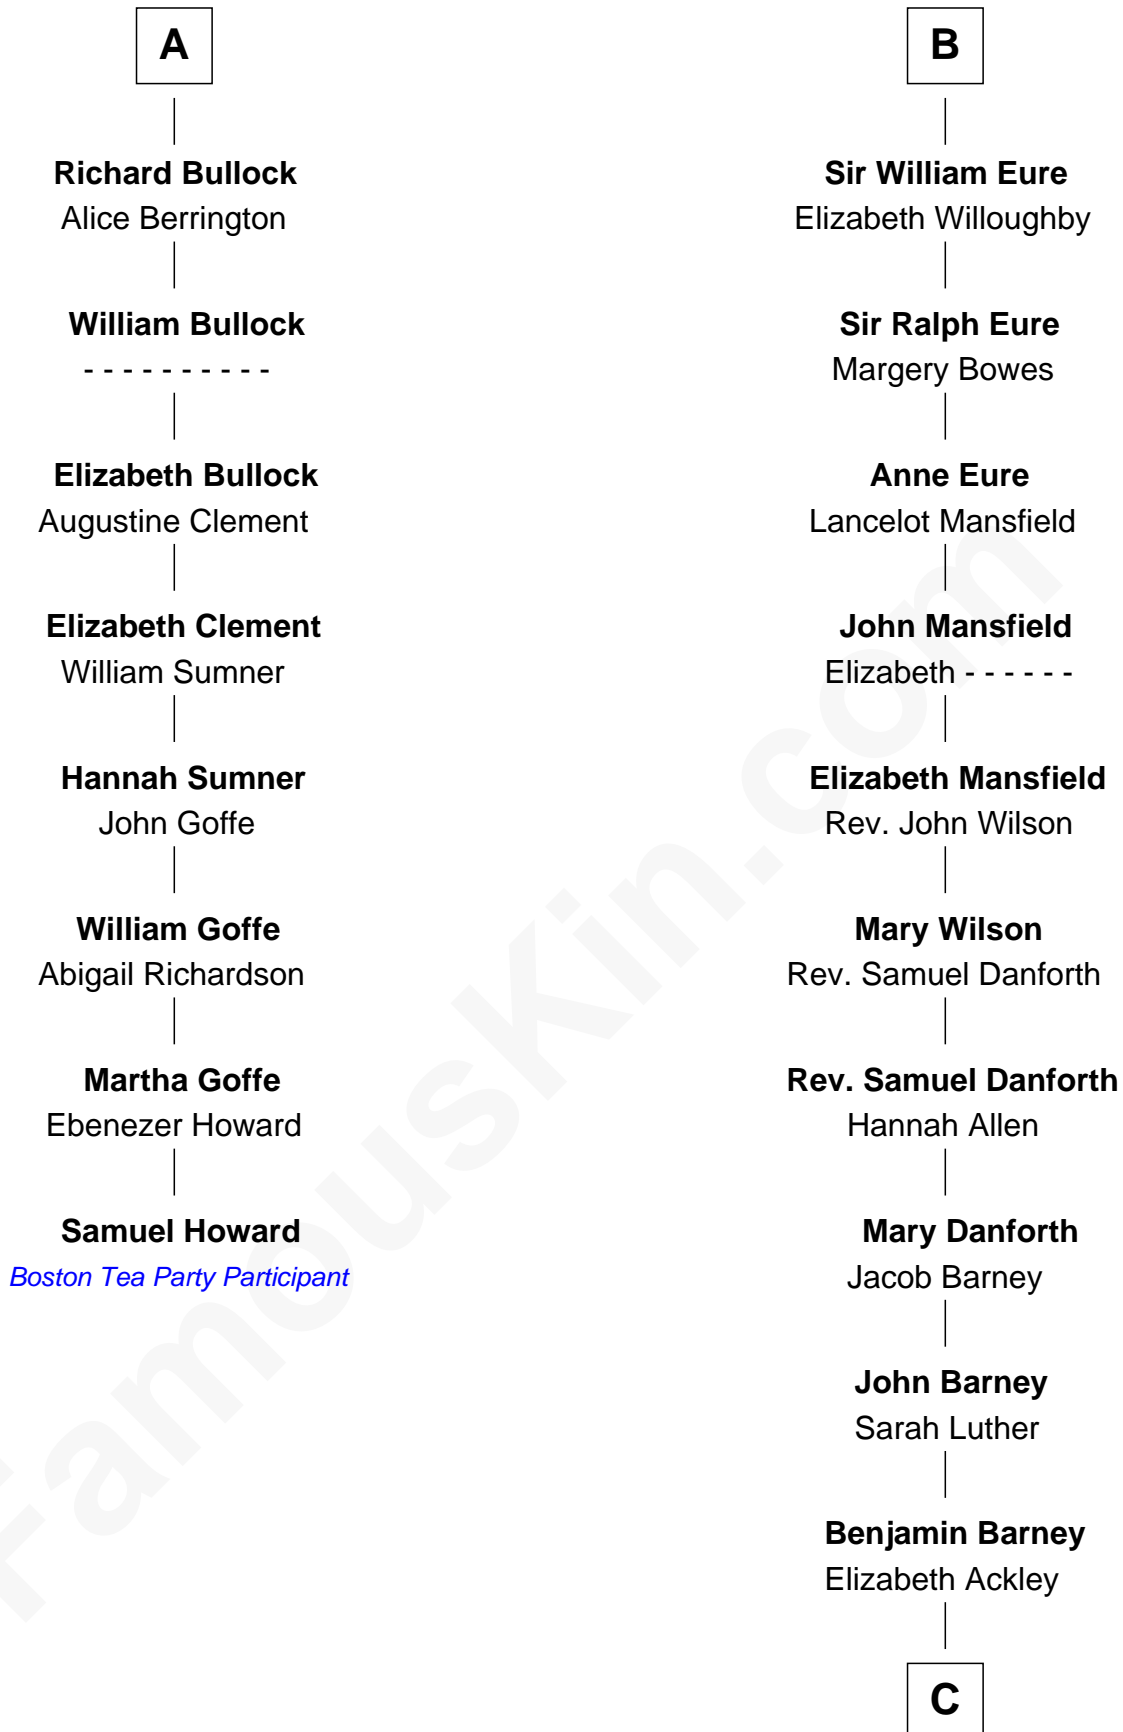 A
Richard Bullock
Alice Berrington
William Bullock
- - - - - - - - - -
Elizabeth Bullock
Augustine Clement
Elizabeth Clement
William Sumner
Hannah Sumner
John Goffe
William Goffe
Abigail Richardson
Martha Goffe
Ebenezer Howard
Samuel Howard
Boston Tea Party Participant
B
Sir William Eure
Elizabeth Willoughby
Sir Ralph Eure
Margery Bowes
Anne Eure
Lancelot Mansfield
John Mansfield
Elizabeth - - - - - -
Elizabeth Mansfield
Rev. John Wilson
Mary Wilson
Rev. Samuel Danforth
Rev. Samuel Danforth
Hannah Allen
Mary Danforth
Jacob Barney
John Barney
Sarah Luther
Benjamin Barney
Elizabeth Ackley
C
FamousKin.com